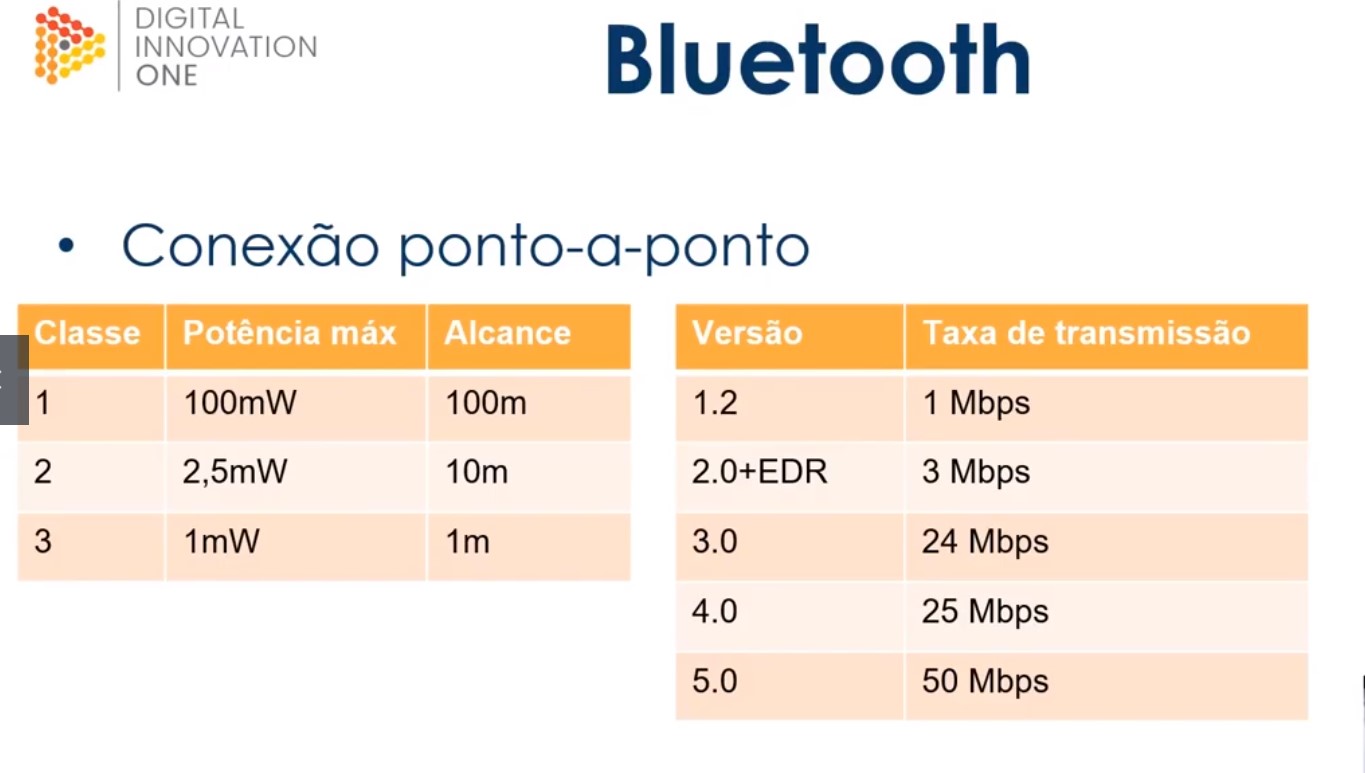 DIGITAL
INNOVATION
ONE
Bluetooth
• Conexão ponto-a-ponto
Classe Potência máx Alcance
1 100mW 100m
2 2,5mW 10m
3 1mW 1m
Versão Taxa de transmissão
1.2 1 Mbps
2.0+EDR 3 Mbps
3.0 24 Mbps
4.0 25 Mbps
5.0 50 Mbps